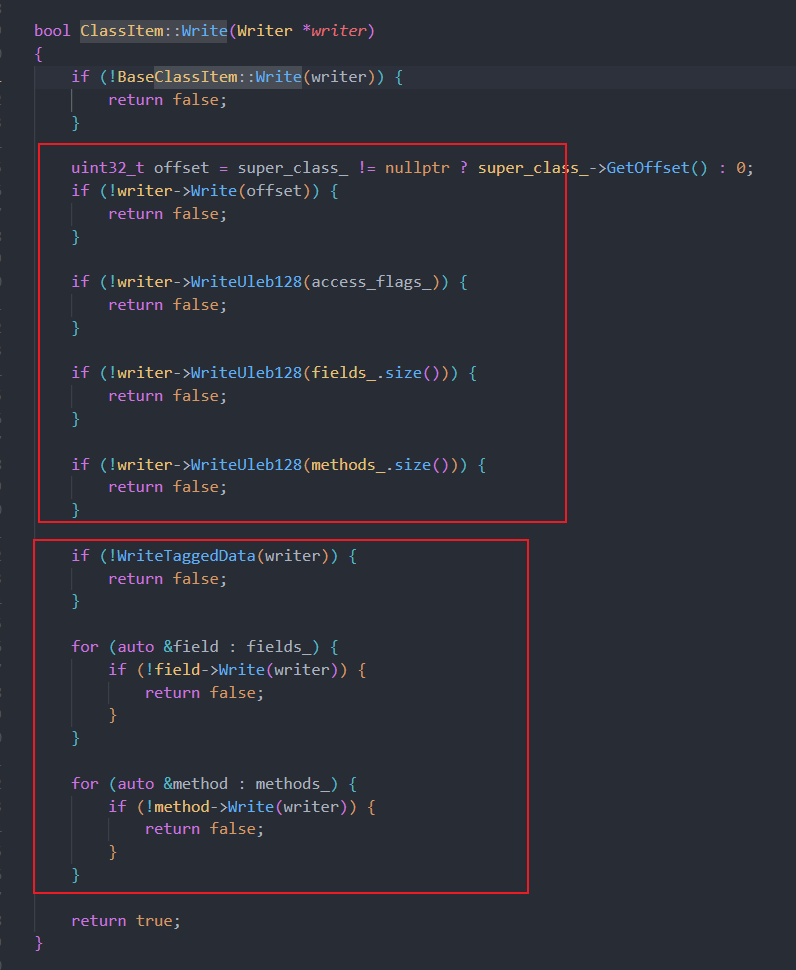 bool ClassItem::Write(Writer *writer)
{
    if (!BaseClassItem::Write(writer)) {
        return false;
    }

    uint32_t offset = super_class_ != nullptr ? super_class_->GetOffset() : 0;
    if (!writer->Write(offset)) {
        return false;
    }

    if (!writer->WriteUleb128(access_flags_)) {
        return false;
    }

    if (!writer->WriteUleb128(fields_.size())) {
        return false;
    }

    if (!writer->WriteUleb128(methods_.size())) {
        return false;
    }

    if (!WriteTaggedData(writer)) {
        return false;
    }

    for (auto &field : fields_) {
        if (!field->Write(writer)) {
            return false;
        }
    }

    for (auto &method : methods_) {
        if (!method->Write(writer)) {
            return false;
        }
    }

    return true;
}